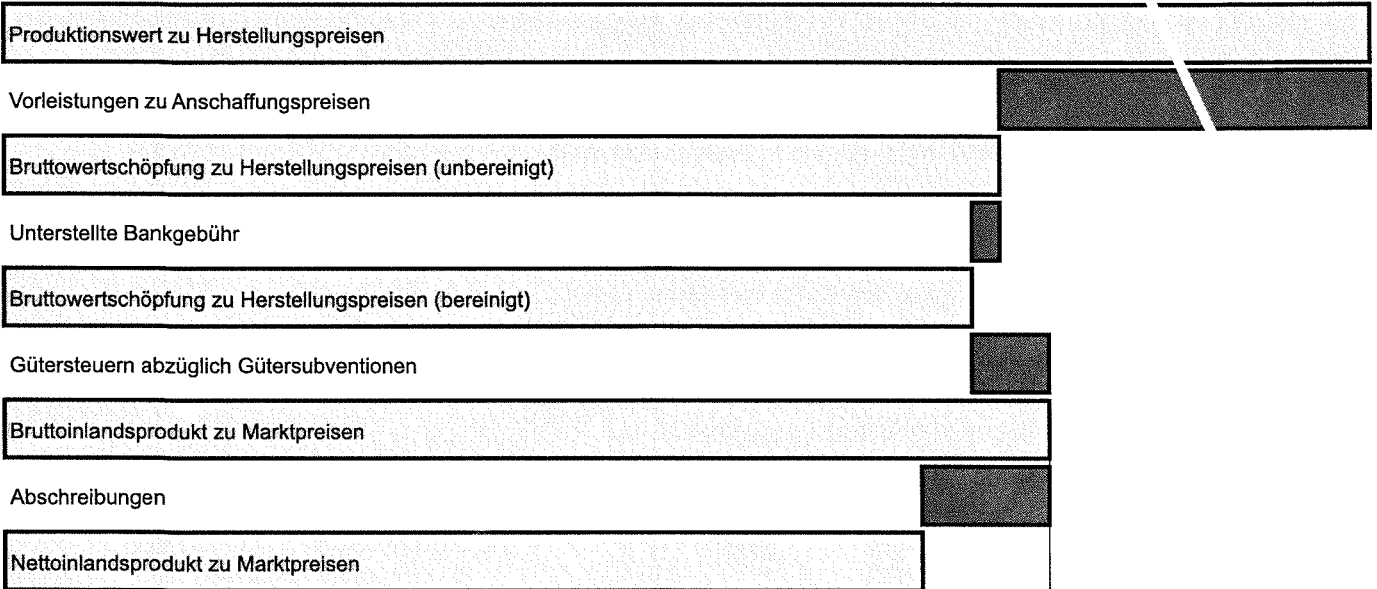 Produktionswert zu Herstellungspreisen
Vorleistungen zu Anschaffungspreisen
Bruttowertschöpfung zu Herstellungspreisen (unbereinigt)
Unterstellte Bankgebühr
Bruttowertschöpfung zu Herstellungspreisen (bereinigt)
Gütersteuern abzüglich Gütersubventionen
Bruttoinlandsprodukt zu Marktpreisen
Abschreibungen
Nettoinlandsprodukt zu Marktpreisen